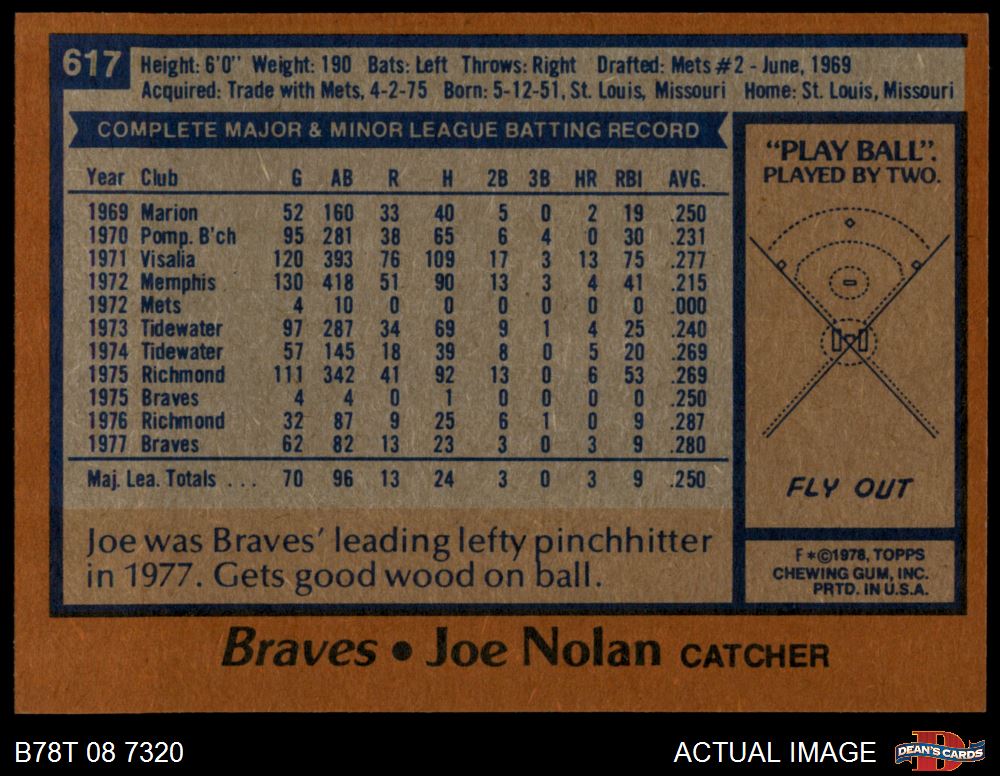 617
Height: 6'0" Weight: 190 Bats: Left Throws: Right Drafted: Mets #2 - June, 1969
Acquired: Trade with Mets, 4-2-75 Born: 5-12-51, St. Louis, Missouri Home: St. Louis, Missouri
COMPLETE MAJOR & MINOR LEAGUE BATTING RECORD
Year Club G AB R H 2B 3B HR RBI AVG.
1969 Marion 52 160 33 40 5 0 2 19 .250
1970 Pomp. B'ch 95 281 38 65 6 4 0 30 .231
1971 Visalia 120 393 76 109 17 3 13 75 .277
1972 Memphis 130 418 51 90 13 3 4 41 .215
1972 Mets 4 10 0 0 0 0 0 0 .000
1973 Tidewater 97 287 34 69 9 1 4 25 .240
1974 Tidewater 57 145 18 39 8 0 5 20 .269
1975 Richmond 111 342 41 92 13 0 6 53 .269
1975 Braves 4 4 0 1 0 0 0 0 .250
1976 Richmond 32 87 9 25 6 1 0 9 .287
1977 Braves 62 82 13 23 3 0 3 9 .280
Maj. Lea. Totals . . . 70 96 13 24 3 0 3 9 .250
Joe was Braves' leading lefty pinchhitter
in 1977. Gets good wood on ball.
"PLAY BALL".
PLAYED BY TWO.
FLY OUT
F*©1978, TOPPS
CHEWING GUM, INC.
PRTD. IN U.S.A.
Braves • Joe Nolan CATCHER
B78T 08 7320
ACTUAL IMAGE
D
DEAN'S CARDS